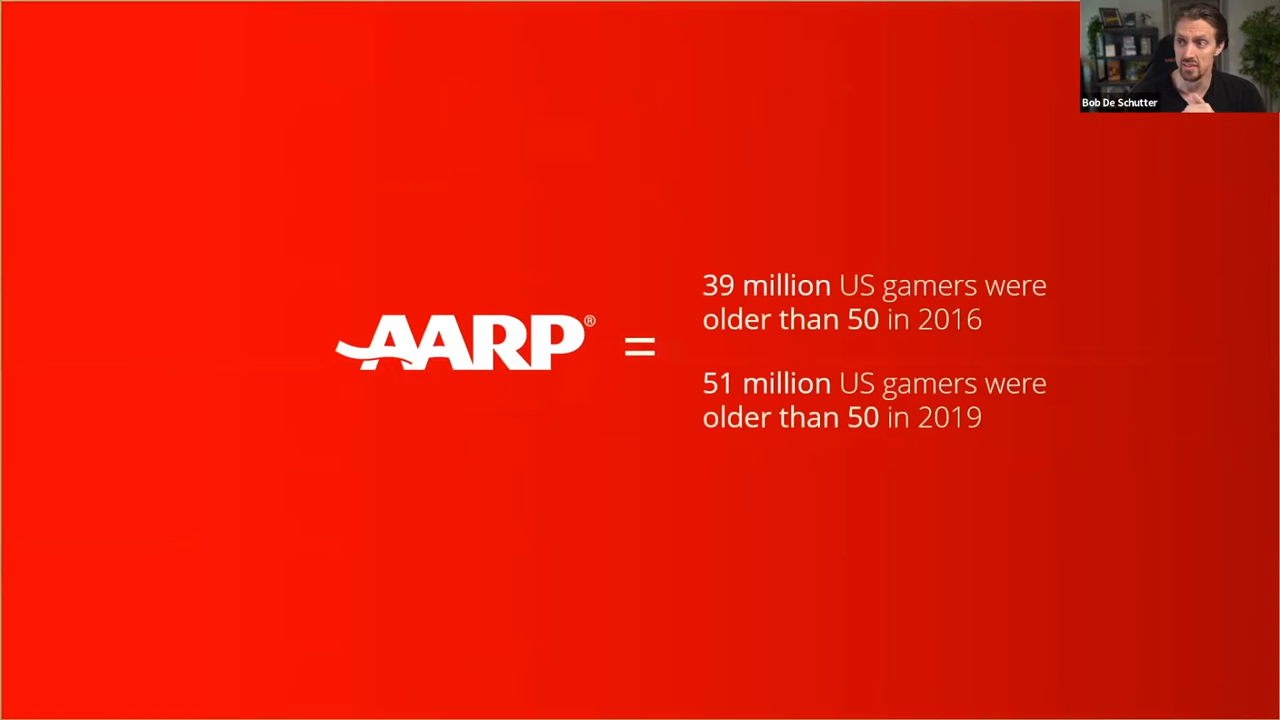 Bob De Schutter
AARP®
=
39 million US gamers were
older than 50 in 2016
51 million US gamers were
older than 50 in 2019